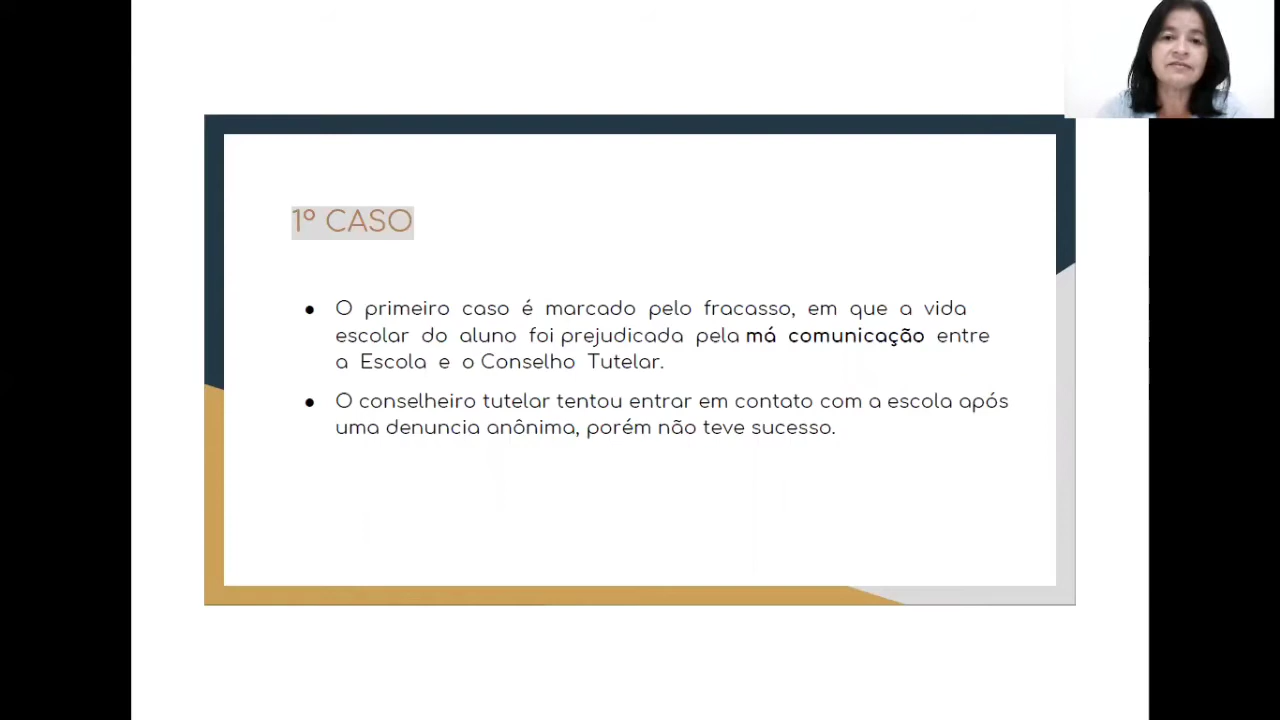 1º CASO
● O primeiro caso é marcado pelo fracasso, em que a vida
escolar do aluno foi prejudicada pela má comunicação entre
a Escola e o Conselho Tutelar.
● O conselheiro tutelar tentou entrar em contato com a escola após
uma denuncia anônima, porém não teve sucesso.